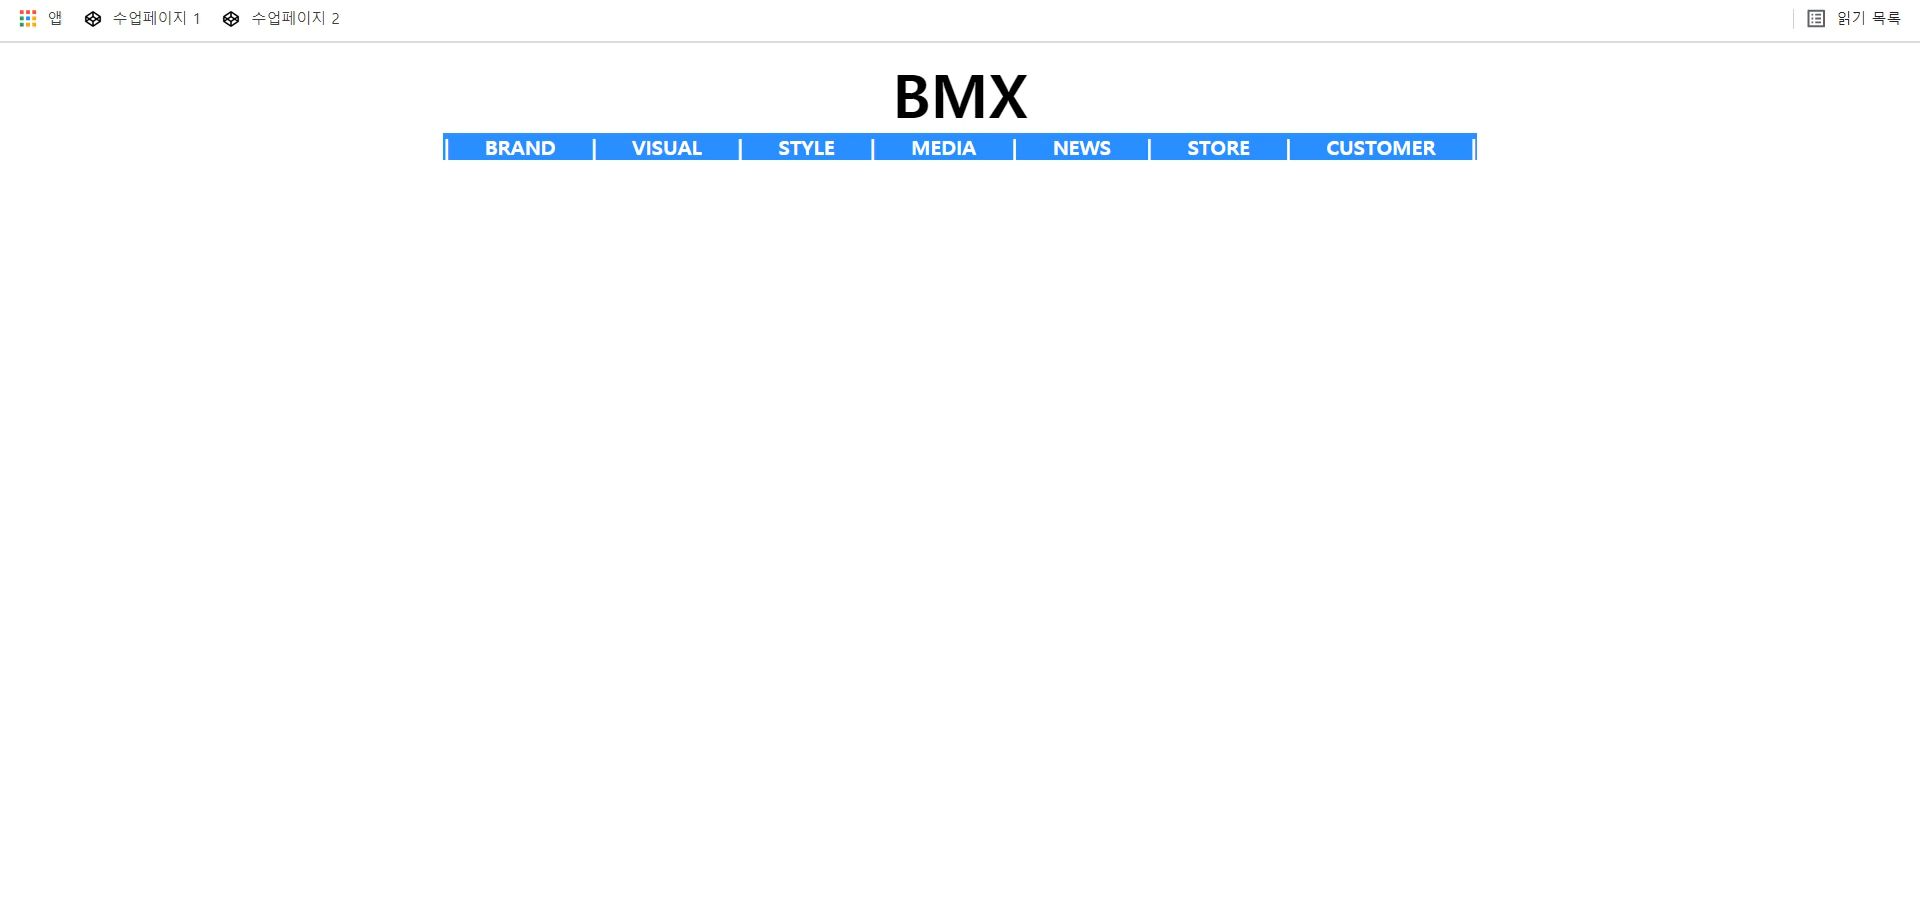 앱 수업페이지 1 수업페이지 2 읽기 목록
BMX
| BRAND | VISUAL | STYLE | MEDIA | NEWS | STORE | CUSTOMER |